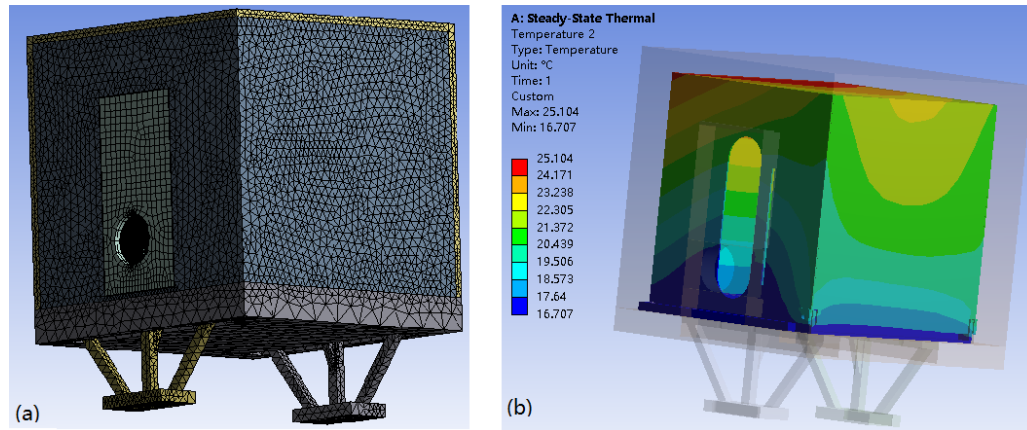 (a)
A: Steady-State Thermal
Temperature 2
Type: Temperature
Unit: °C
Time: 1
Custom
Max: 25.104
Min: 16.707
25.104
24.171
23.238
22.305
21.372
20.439
19.506
18.573
17.64
16.707
(b)